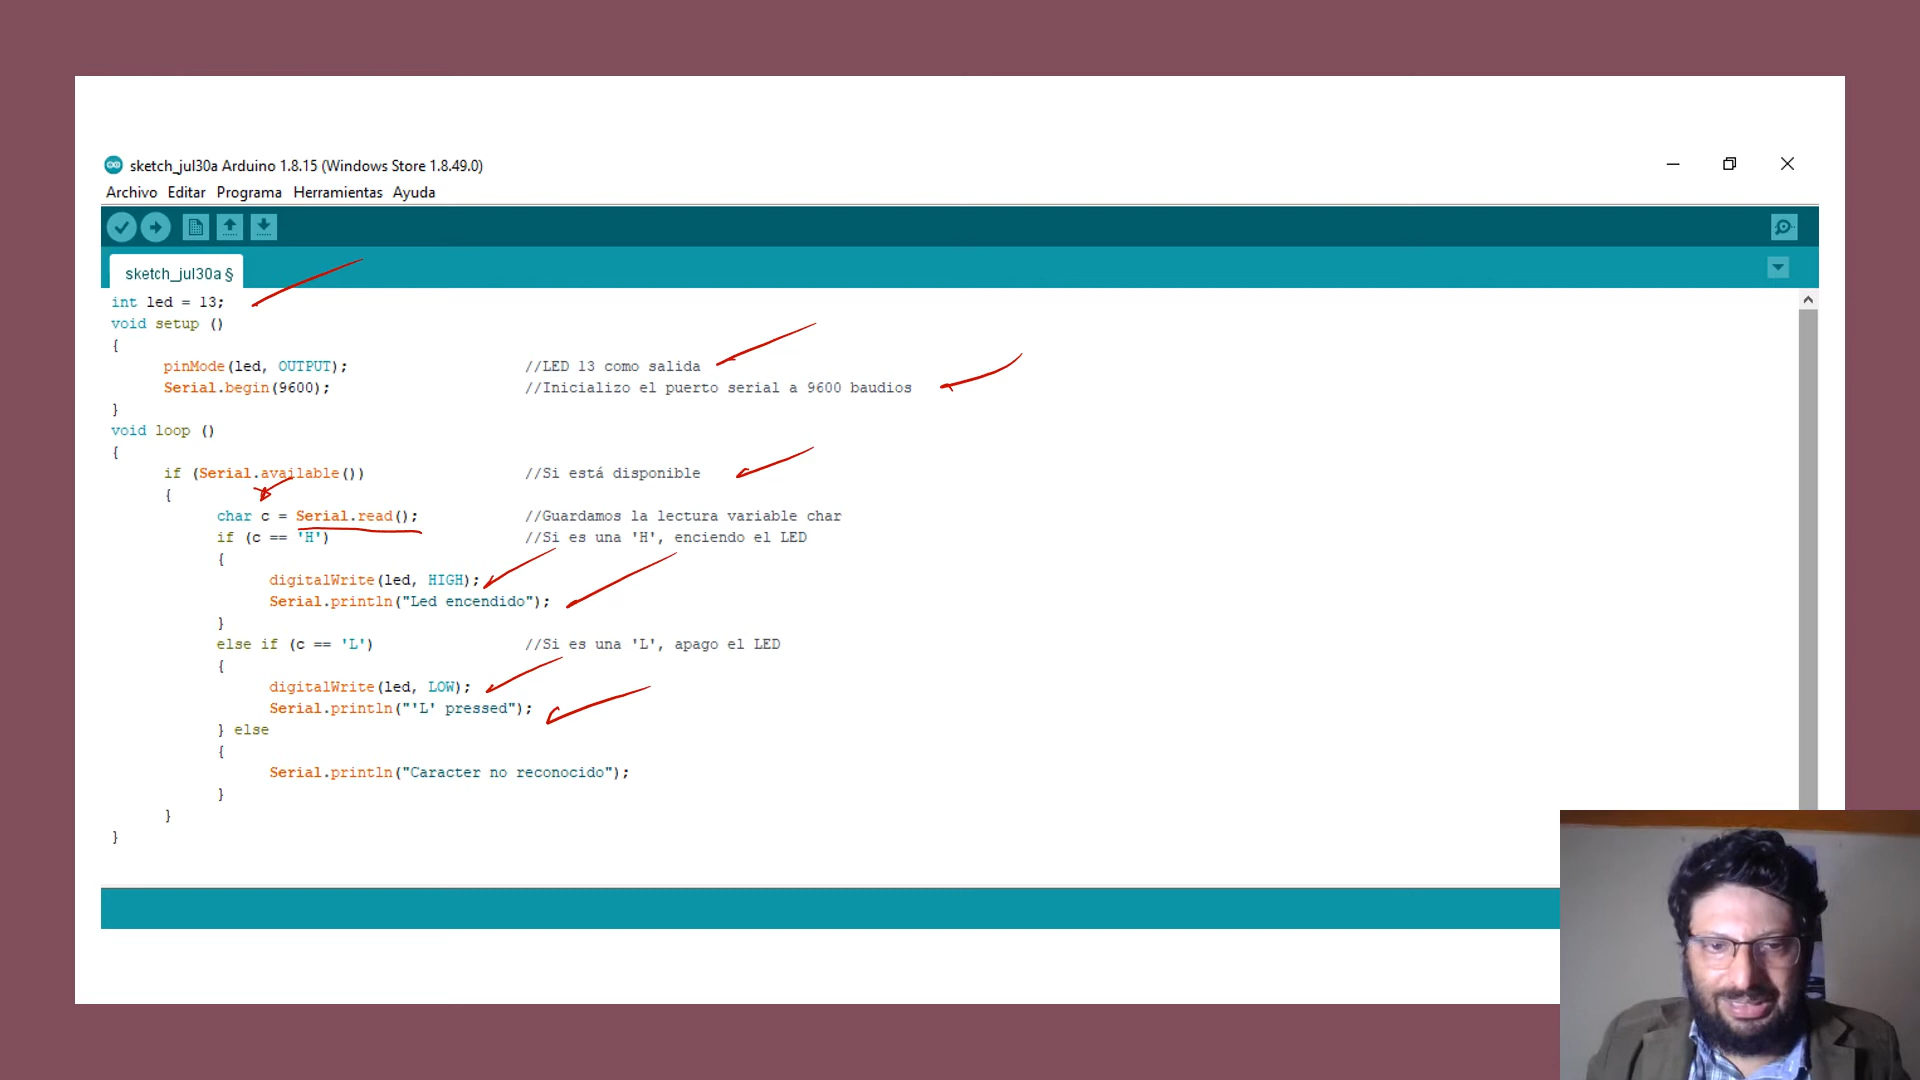 sketch_jul30a Arduino 1.8.15 (Windows Store 1.8.49.0)
Archivo Editar Programa Herramientas Ayuda
sketch_jul30a §
int led = 13;
void setup ()
{
pinMode(led, OUTPUT); //LED 13 como salida
Serial.begin(9600); //Inicializo el puerto serial a 9600 baudios
}
void loop ()
{
if (Serial.available()) //Si está disponible
{
char c = Serial.read(); //Guardamos la lectura variable char
if (c == 'H') //Si es una 'H', enciendo el LED
{
digitalWrite(led, HIGH);
Serial.println("Led encendido");
}
else if (c == 'L') //Si es una 'L', apago el LED
{
digitalWrite(led, LOW);
Serial.println("'L' pressed");
} else
{
Serial.println("Caracter no reconocido");
}
}
}